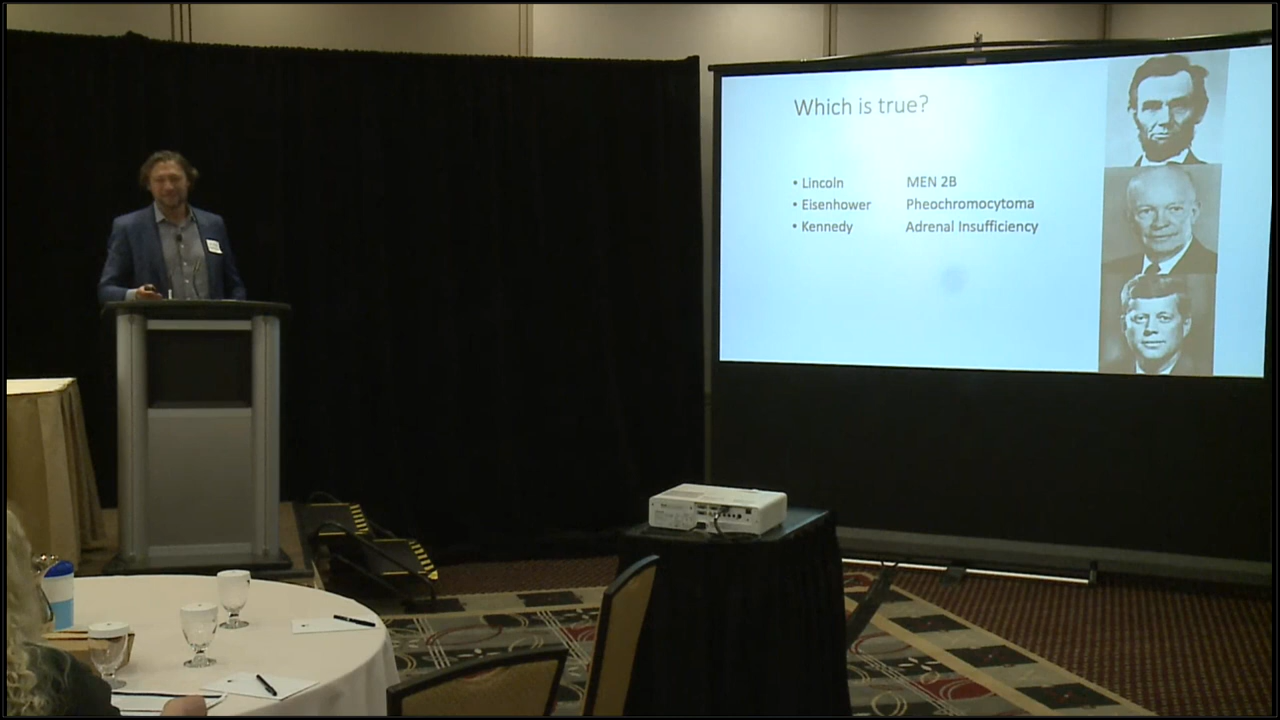 Which is true?
• Lincoln MEN 2B
• Eisenhower Pheochromocytoma
• Kennedy Adrenal Insufficiency